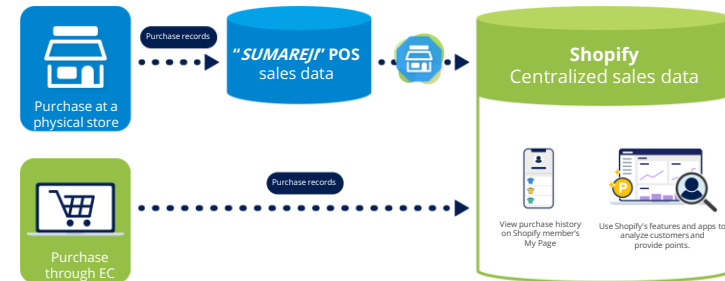 Purchase records
"SUMAREJI" POS
sales data
Shopify
Centralized sales data
Purchase at a
physical store
Purchase records
P
View purchase history
on Shopify member's
My Page
Use Shopify's features and apps to
analyze customers and
provide points.
Purchase
through EC